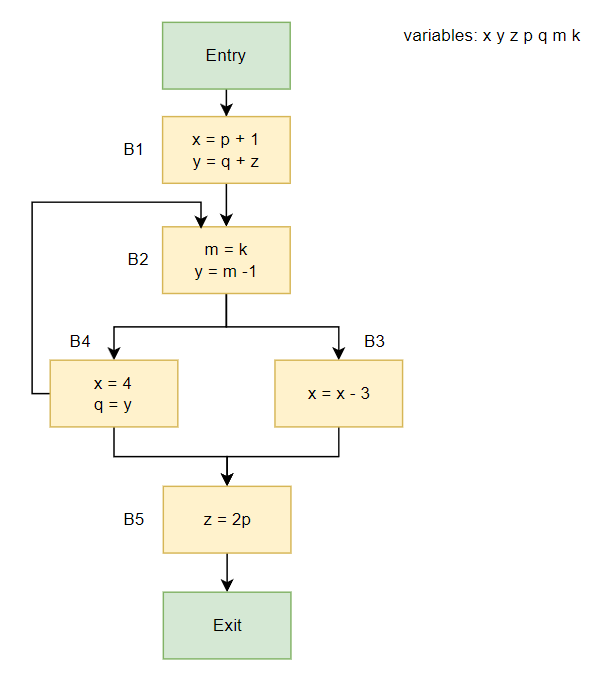 variables: x y z p q m k
Entry
B1
x = p + 1
y = q + z
B2
m = k
y = m -1
B4
B3
x = 4
q = y
x = x - 3
B5
z = 2p
Exit